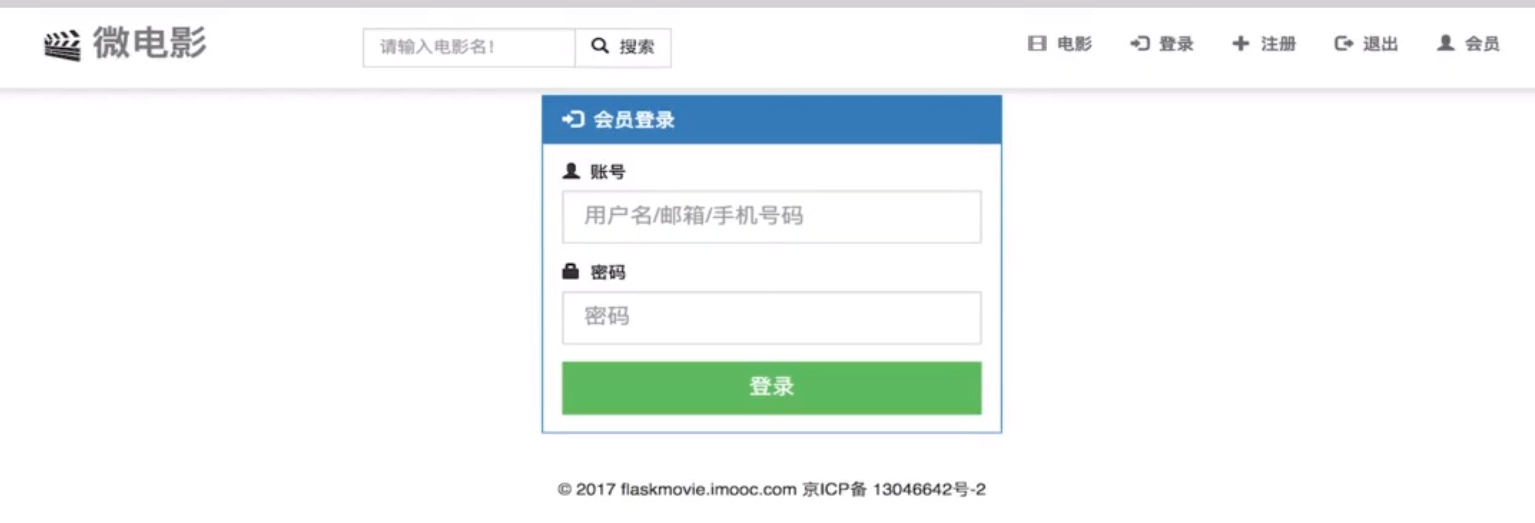 微电影 请输入电影名! 搜索 电影 登录 注册 退出 会员
会员登录
账号
用户名/邮箱/手机号码
密码
密码
登录
© 2017 flaskmovie.imooc.com 京ICP备 13046642号-2